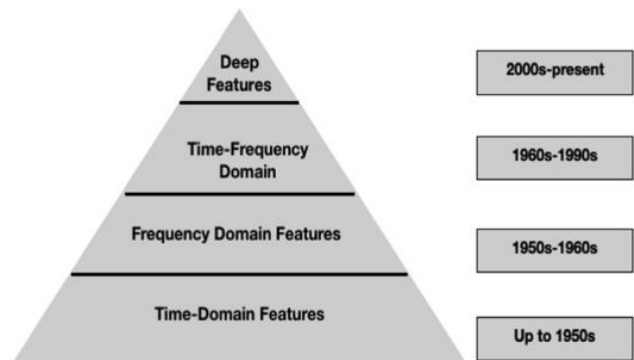 Deep
Features
2000s-present
Time-Frequency
Domain
1960s-1990s
Frequency Domain Features
1950s-1960s
Time-Domain Features
Up to 1950s